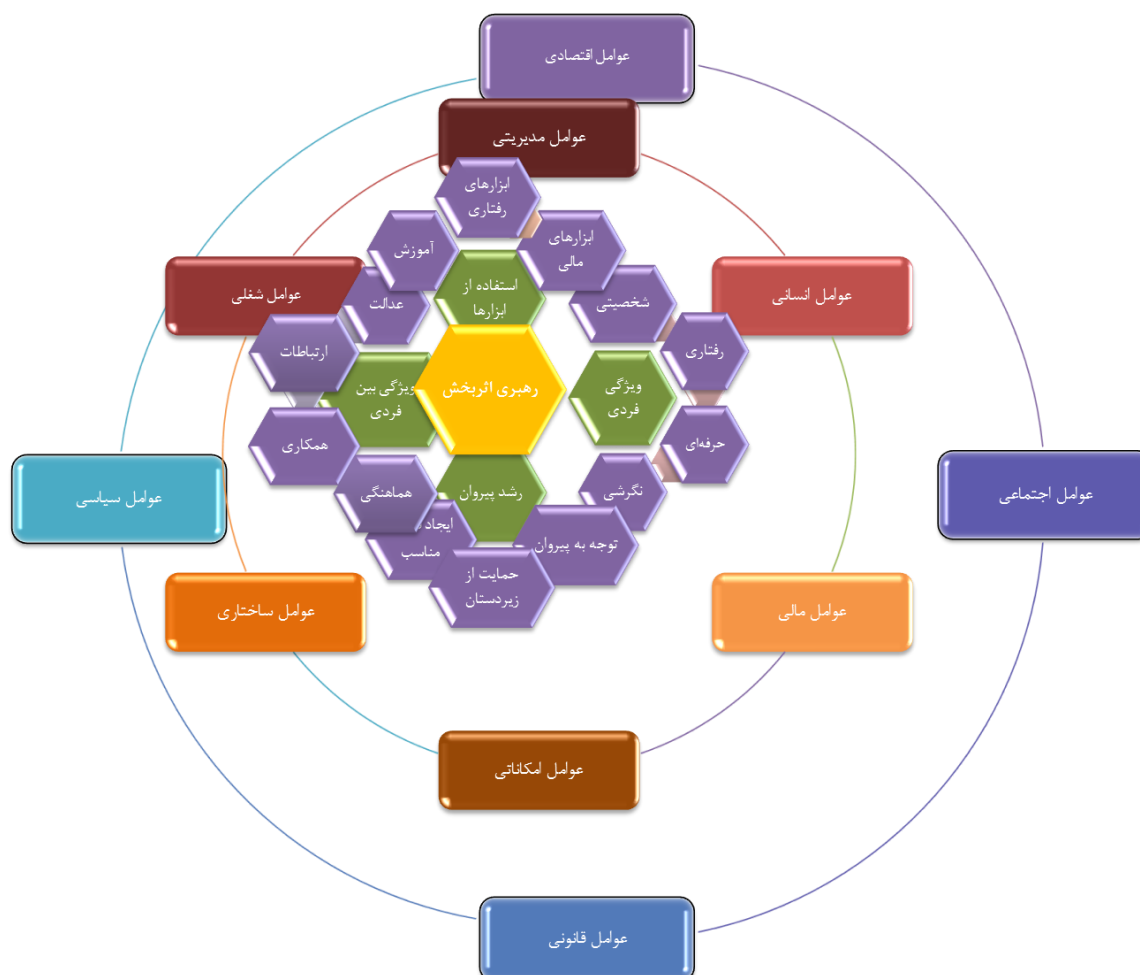 عوامل اقتصادی
عوامل مدیریتی
ابزارهای
رفتاری
ابزارهای
مالی
آموزش
استفاده از
ابزارها
شخصیتی
عوامل انسانی
عوامل شغلی
عدالت
رفتاری
ارتباطات
ویژگی
فردی
رهبری اثربخش
ویژگی بین
فردی
حرفه‌ای
همکاری
نگرشی
رشد پیروان
هماهنگی
عوامل اجتماعی
عوامل سیاسی
توجه به پیروان
ایجاد
مناسب
حمایت از
زیردستان
عوامل مالی
عوامل ساختاری
عوامل امکاناتی
عوامل قانونی